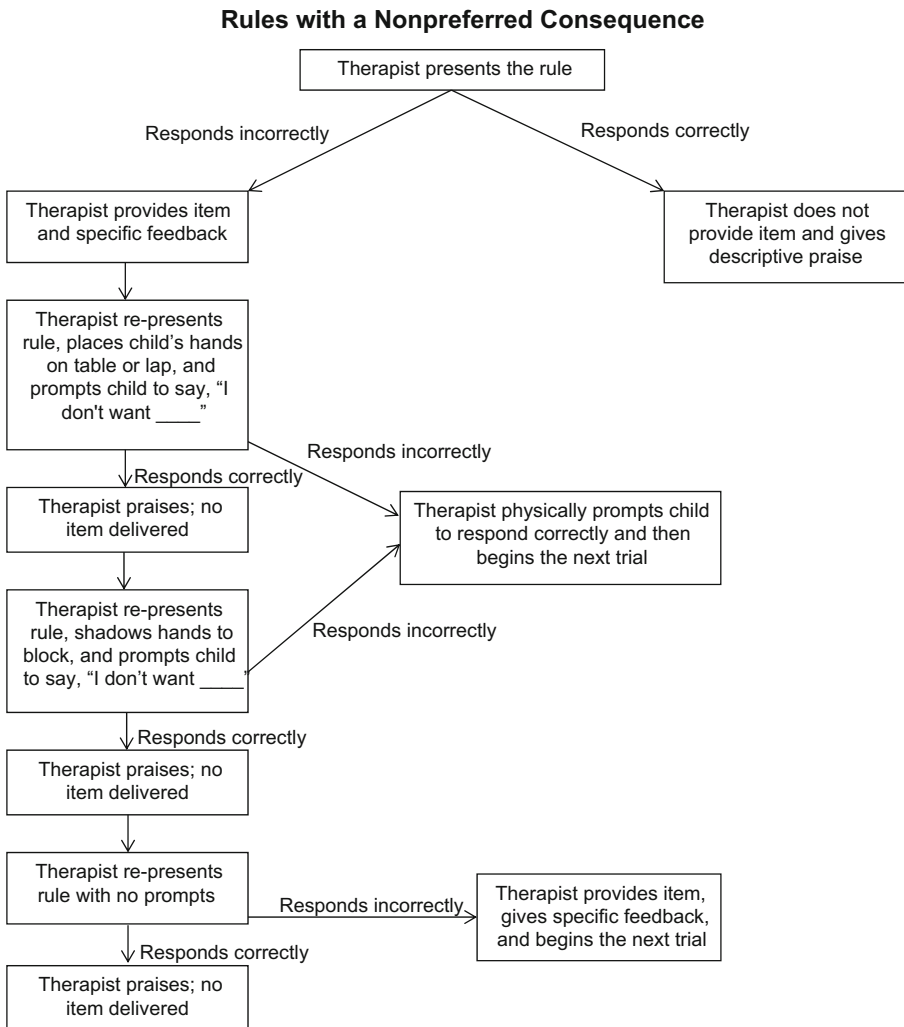 Rules with a Nonpreferred Consequence
Therapist presents the rule
Responds incorrectly
Responds correctly
Therapist provides item
and specific feedback
Therapist does not
provide item and gives
descriptive praise
Therapist re-presents
rule, places child’s hands
on table or lap, and
prompts child to say, “I
don't want ____”
Responds incorrectly
Responds correctly
Therapist praises; no
item delivered
Therapist physically prompts child
to respond correctly and then
begins the next trial
Therapist re-presents
rule, shadows hands to
block, and prompts child
to say, “I don’t want ____”
Responds incorrectly
Responds correctly
Therapist praises; no
item delivered
Therapist re-presents
rule with no prompts
Responds incorrectly
Therapist provides item,
gives specific feedback,
and begins the next trial
Responds correctly
Therapist praises; no
item delivered